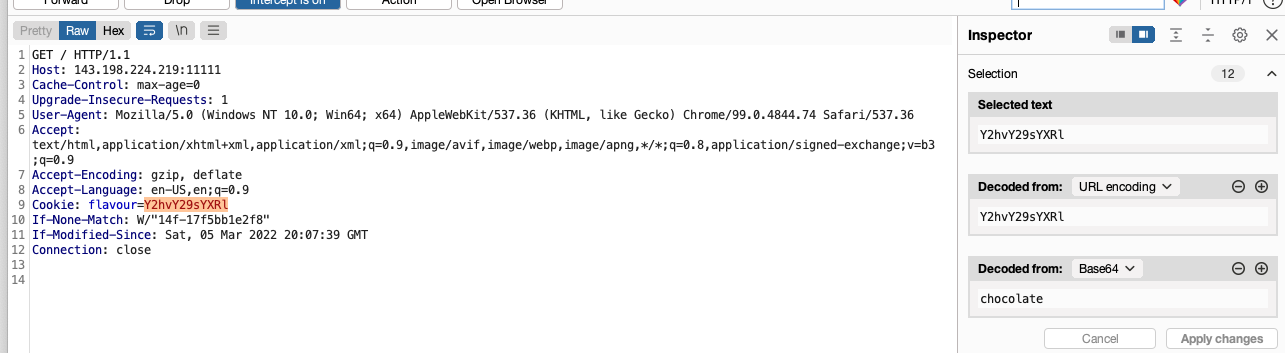 Forward Drop Intercept is on Action Open Browser HTTP/1
Pretty Raw Hex \n
1 GET / HTTP/1.1
2 Host: 143.198.224.219:11111
3 Cache-Control: max-age=0
4 Upgrade-Insecure-Requests: 1
5 User-Agent: Mozilla/5.0 (Windows NT 10.0; Win64; x64) AppleWebKit/537.36 (KHTML, like Gecko) Chrome/99.0.4844.74 Safari/537.36
6 Accept:
text/html,application/xhtml+xml,application/xml;q=0.9,image/avif,image/webp,image/apng,*/*;q=0.8,application/signed-exchange;v=b3
;q=0.9
7 Accept-Encoding: gzip, deflate
8 Accept-Language: en-US,en;q=0.9
9 Cookie: flavour=Y2hvY29sYXRl
10 If-None-Match: W/"14f-17f5bb1e2f8"
11 If-Modified-Since: Sat, 05 Mar 2022 20:07:39 GMT
12 Connection: close
13
14
Inspector
Selection 12
Selected text
Y2hvY29sYXRl
Decoded from: URL encoding
Y2hvY29sYXRl
Decoded from: Base64
chocolate
Cancel Apply changes